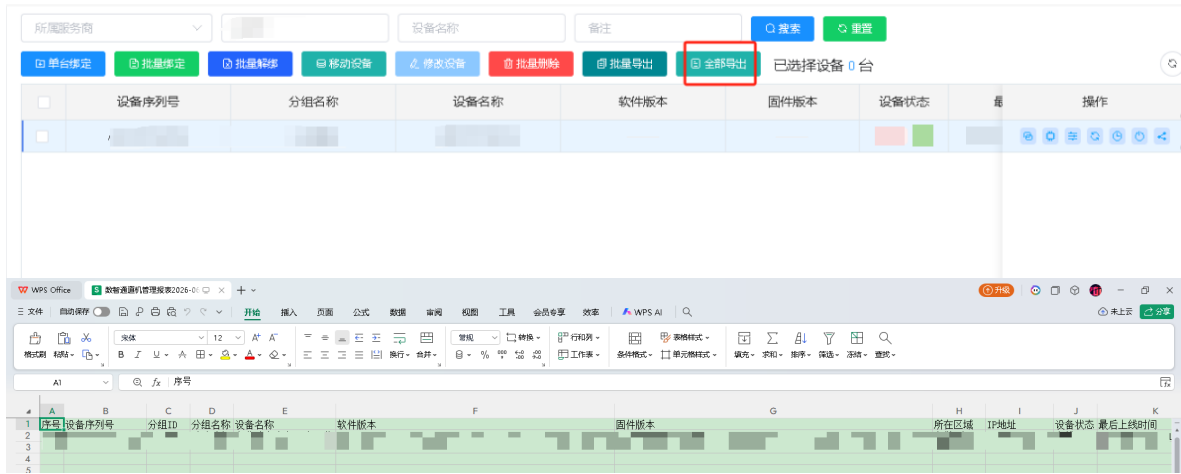 所属服务商 设备名称 备注 搜索 重置
单台绑定 批量绑定 批量解绑 移动设备 修改设备 批量删除 批量导出 全部导出 已选择设备 0 台
设备序列号 分组名称 设备名称 软件版本 固件版本 设备状态 操作
WPS Office 数智通愿机管理报表2026-0
升级
文件 自动保存 开始 插入 页面 公式 数据 审阅 视图 工具 会员专享 效率 WPS AI 未上云 分享
格式刷 粘贴 宋体 12 换行 合并 常规 转换 行和列 工作表 条件格式 表格样式 单元格样式 填充 求和 排序 筛选 冻结 查找
A1 fx 序号
A B C D E F G H I J K
1 序号 设备序列号 分组ID 分组名称 设备名称 软件版本 固件版本 所在区域 IP地址 设备状态 最后上线时间
2
3
4
5